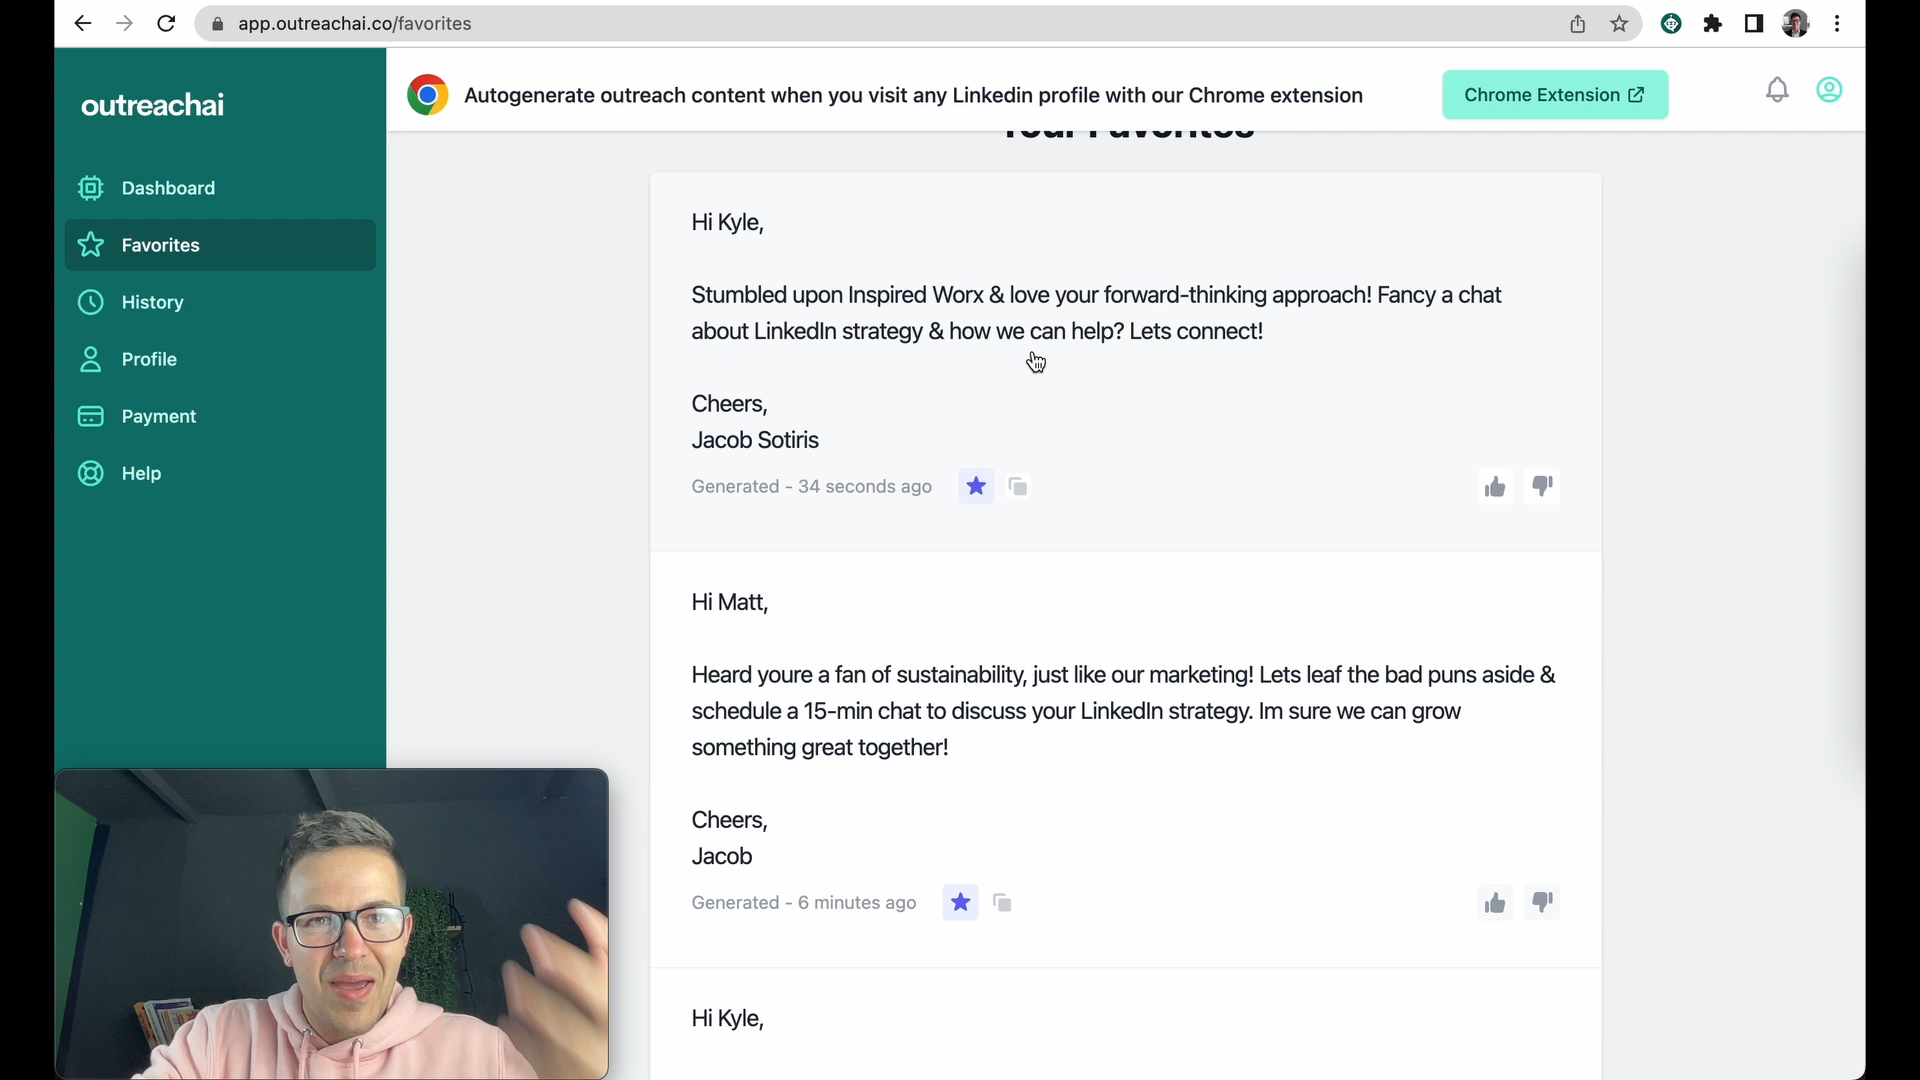 app.outreachai.co/favorites
outreachai
Autogenerate outreach content when you visit any Linkedin profile with our Chrome extension
Chrome Extension
Your Favorites
Dashboard
Favorites
History
Profile
Payment
Help
Hi Kyle,
Stumbled upon Inspired Worx & love your forward-thinking approach! Fancy a chat
about LinkedIn strategy & how we can help? Lets connect!
Cheers,
Jacob Sotiris
Generated - 34 seconds ago
Hi Matt,
Heard youre a fan of sustainability, just like our marketing! Lets leaf the bad puns aside &
schedule a 15-min chat to discuss your LinkedIn strategy. Im sure we can grow
something great together!
Cheers,
Jacob
Generated - 6 minutes ago
Hi Kyle,